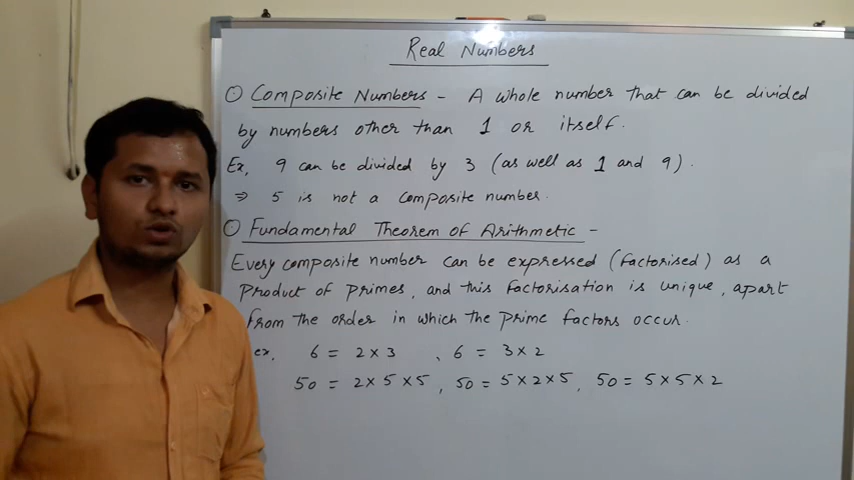 Real Numbers
⊙ Composite Numbers - A whole number that can be divided
by numbers other than 1 or itself.
Ex, 9 can be divided by 3 (as well as 1 and 9).
⇒ 5 is not a composite number.
⊙ Fundamental Theorem of Arithmetic -
Every composite number can be expressed (factorised) as a
product of primes, and this factorisation is unique, apart
from the order in which the prime factors occur.
ex, 6 = 2 × 3 , 6 = 3 × 2
50 = 2 × 5 × 5 , 50 = 5 × 2 × 5 , 50 = 5 × 5 × 2